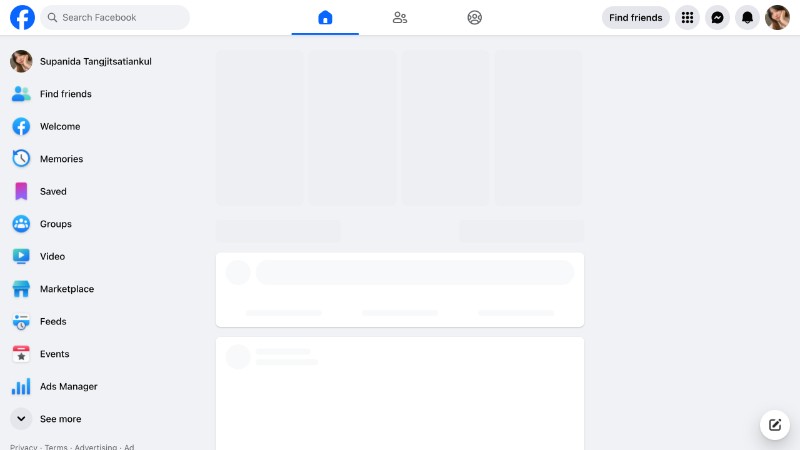 Search Facebook
Find friends
Supanida Tangjitsatiankul
Find friends
Welcome
Memories
Saved
Groups
Video
Marketplace
Feeds
Events
Ads Manager
See more
Privacy · Terms · Advertising · Ad